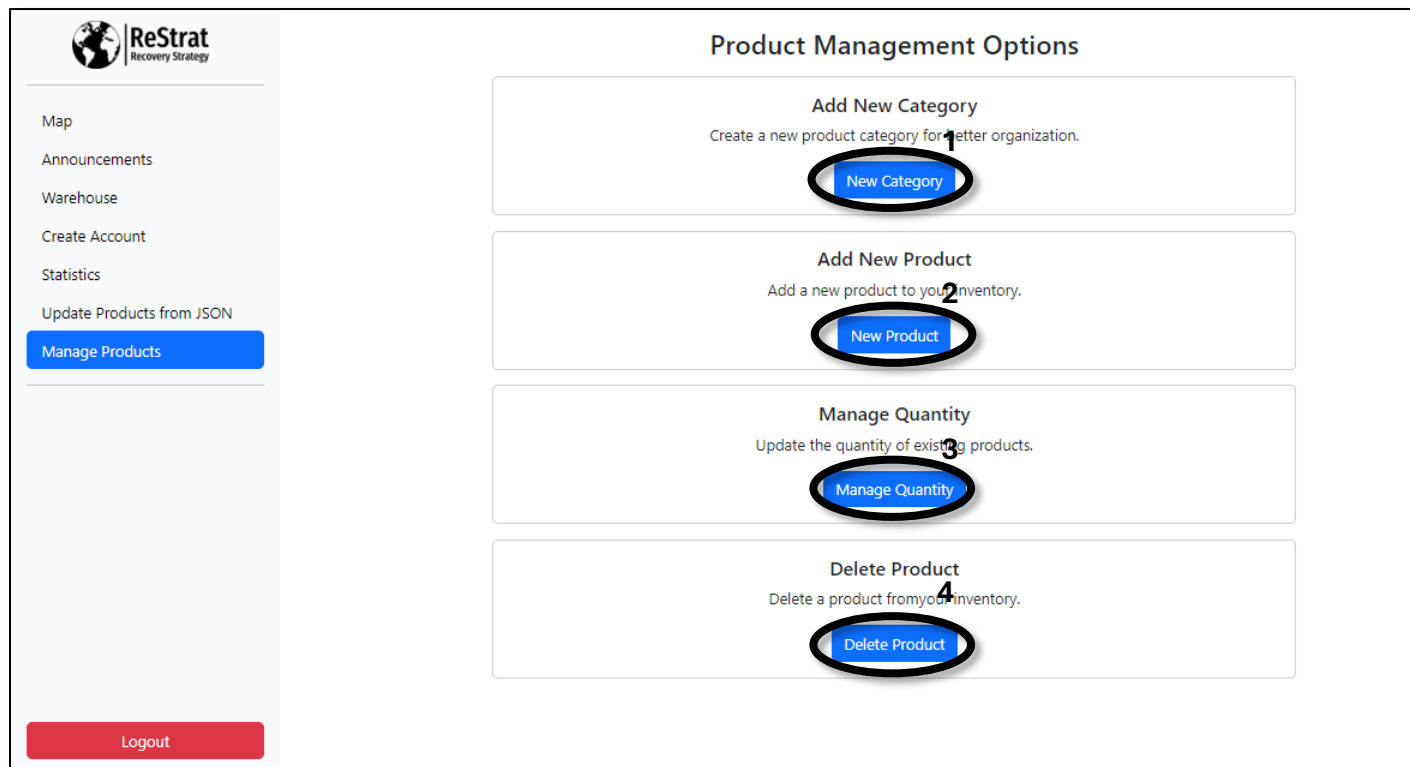 ReStrat
Recovery Strategy
Map
Announcements
Warehouse
Create Account
Statistics
Update Products from JSON
Manage Products
Logout
Product Management Options
Add New Category
Create a new product category for better organization.
1
New Category
Add New Product
Add a new product to your inventory.
2
New Product
Manage Quantity
Update the quantity of existing products.
3
Manage Quantity
Delete Product
Delete a product fromyour inventory.
4
Delete Product